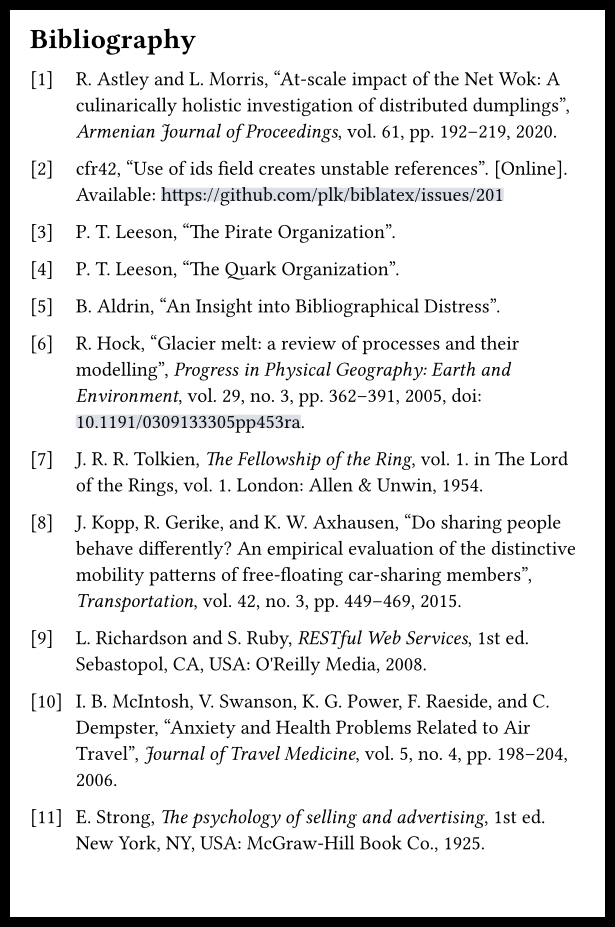 Bibliography
[1] R. Astley and L. Morris, “At-scale impact of the Net Wok: A
culinarically holistic investigation of distributed dumplings”,
Armenian Journal of Proceedings, vol. 61, pp. 192–219, 2020.
[2] cfr42, “Use of ids field creates unstable references”. [Online].
Available: https://github.com/plk/biblatex/issues/201
[3] P. T. Leeson, “The Pirate Organization”.
[4] P. T. Leeson, “The Quark Organization”.
[5] B. Aldrin, “An Insight into Bibliographical Distress”.
[6] R. Hock, “Glacier melt: a review of processes and their
modelling”, Progress in Physical Geography: Earth and
Environment, vol. 29, no. 3, pp. 362–391, 2005, doi:
10.1191/0309133305pp453ra.
[7] J. R. R. Tolkien, The Fellowship of the Ring, vol. 1. in The Lord
of the Rings, vol. 1. London: Allen & Unwin, 1954.
[8] J. Kopp, R. Gerike, and K. W. Axhausen, “Do sharing people
behave differently? An empirical evaluation of the distinctive
mobility patterns of free-floating car-sharing members”,
Transportation, vol. 42, no. 3, pp. 449–469, 2015.
[9] L. Richardson and S. Ruby, RESTful Web Services, 1st ed.
Sebastopol, CA, USA: O'Reilly Media, 2008.
[10] I. B. McIntosh, V. Swanson, K. G. Power, F. Raeside, and C.
Dempster, “Anxiety and Health Problems Related to Air
Travel”, Journal of Travel Medicine, vol. 5, no. 4, pp. 198–204,
2006.
[11] E. Strong, The psychology of selling and advertising, 1st ed.
New York, NY, USA: McGraw-Hill Book Co., 1925.